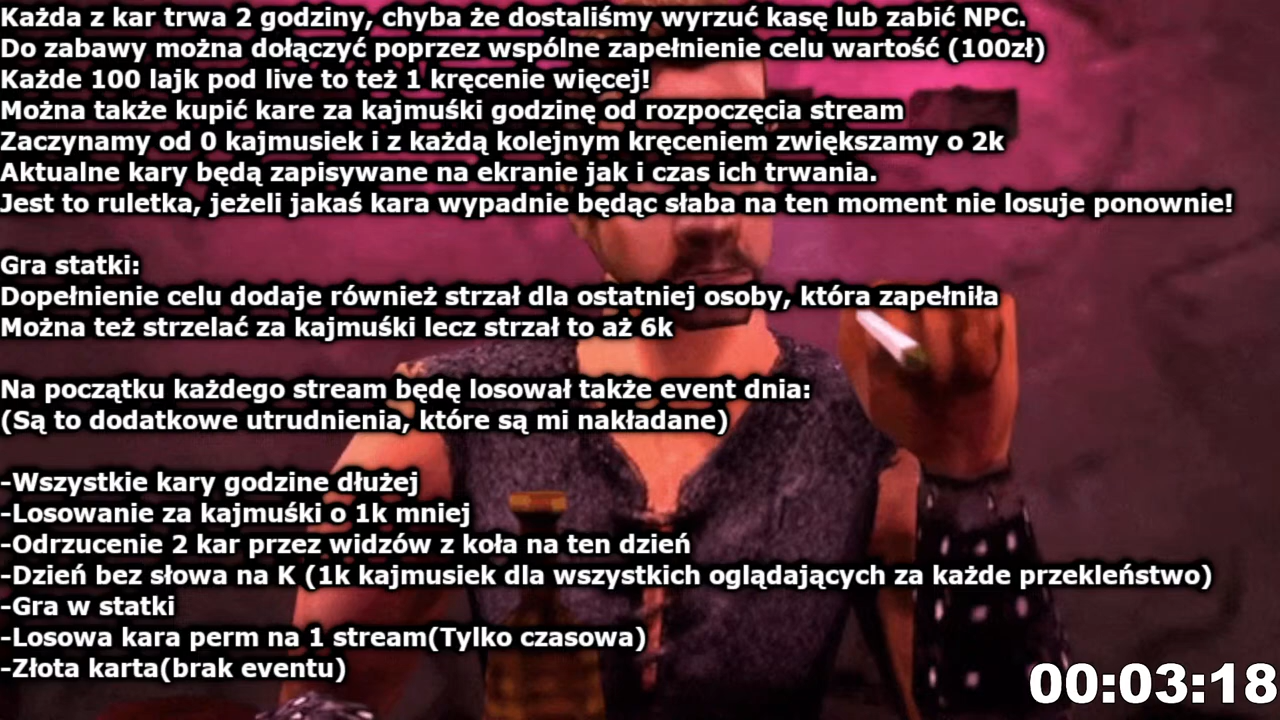 Każda z kar trwa 2 godziny, chyba że dostaliśmy wyrzuć kasę lub zabić NPC.
Do zabawy można dołączyć poprzez wspólne zapełnienie celu wartość (100zł)
Każde 100 lajk pod live to też 1 kręcenie więcej!
Można także kupić kare za kajmuśki godzinę od rozpoczęcia stream
Zaczynamy od 0 kajmusiek i z każdą kolejnym kręceniem zwiększamy o 2k
Aktualne kary będą zapisywane na ekranie jak i czas ich trwania.
Jest to ruletka, jeżeli jakaś kara wypadnie będąc słaba na ten moment nie losuje ponownie!
Gra statki:
Dopełnienie celu dodaje również strzał dla ostatniej osoby, która zapełniła
Można też strzelać za kajmuśki lecz strzał to aż 6k
Na początku każdego stream będę losował także event dnia:
(Są to dodatkowe utrudnienia, które są mi nakładane)
-Wszystkie kary godzine dłużej
-Losowanie za kajmuśki o 1k mniej
-Odrzucenie 2 kar przez widzów z koła na ten dzień
-Dzień bez słowa na K (1k kajmusiek dla wszystkich oglądających za każde przekleństwo)
-Gra w statki
-Losowa kara perm na 1 stream(Tylko czasowa)
-Złota karta(brak eventu)
00:03:18